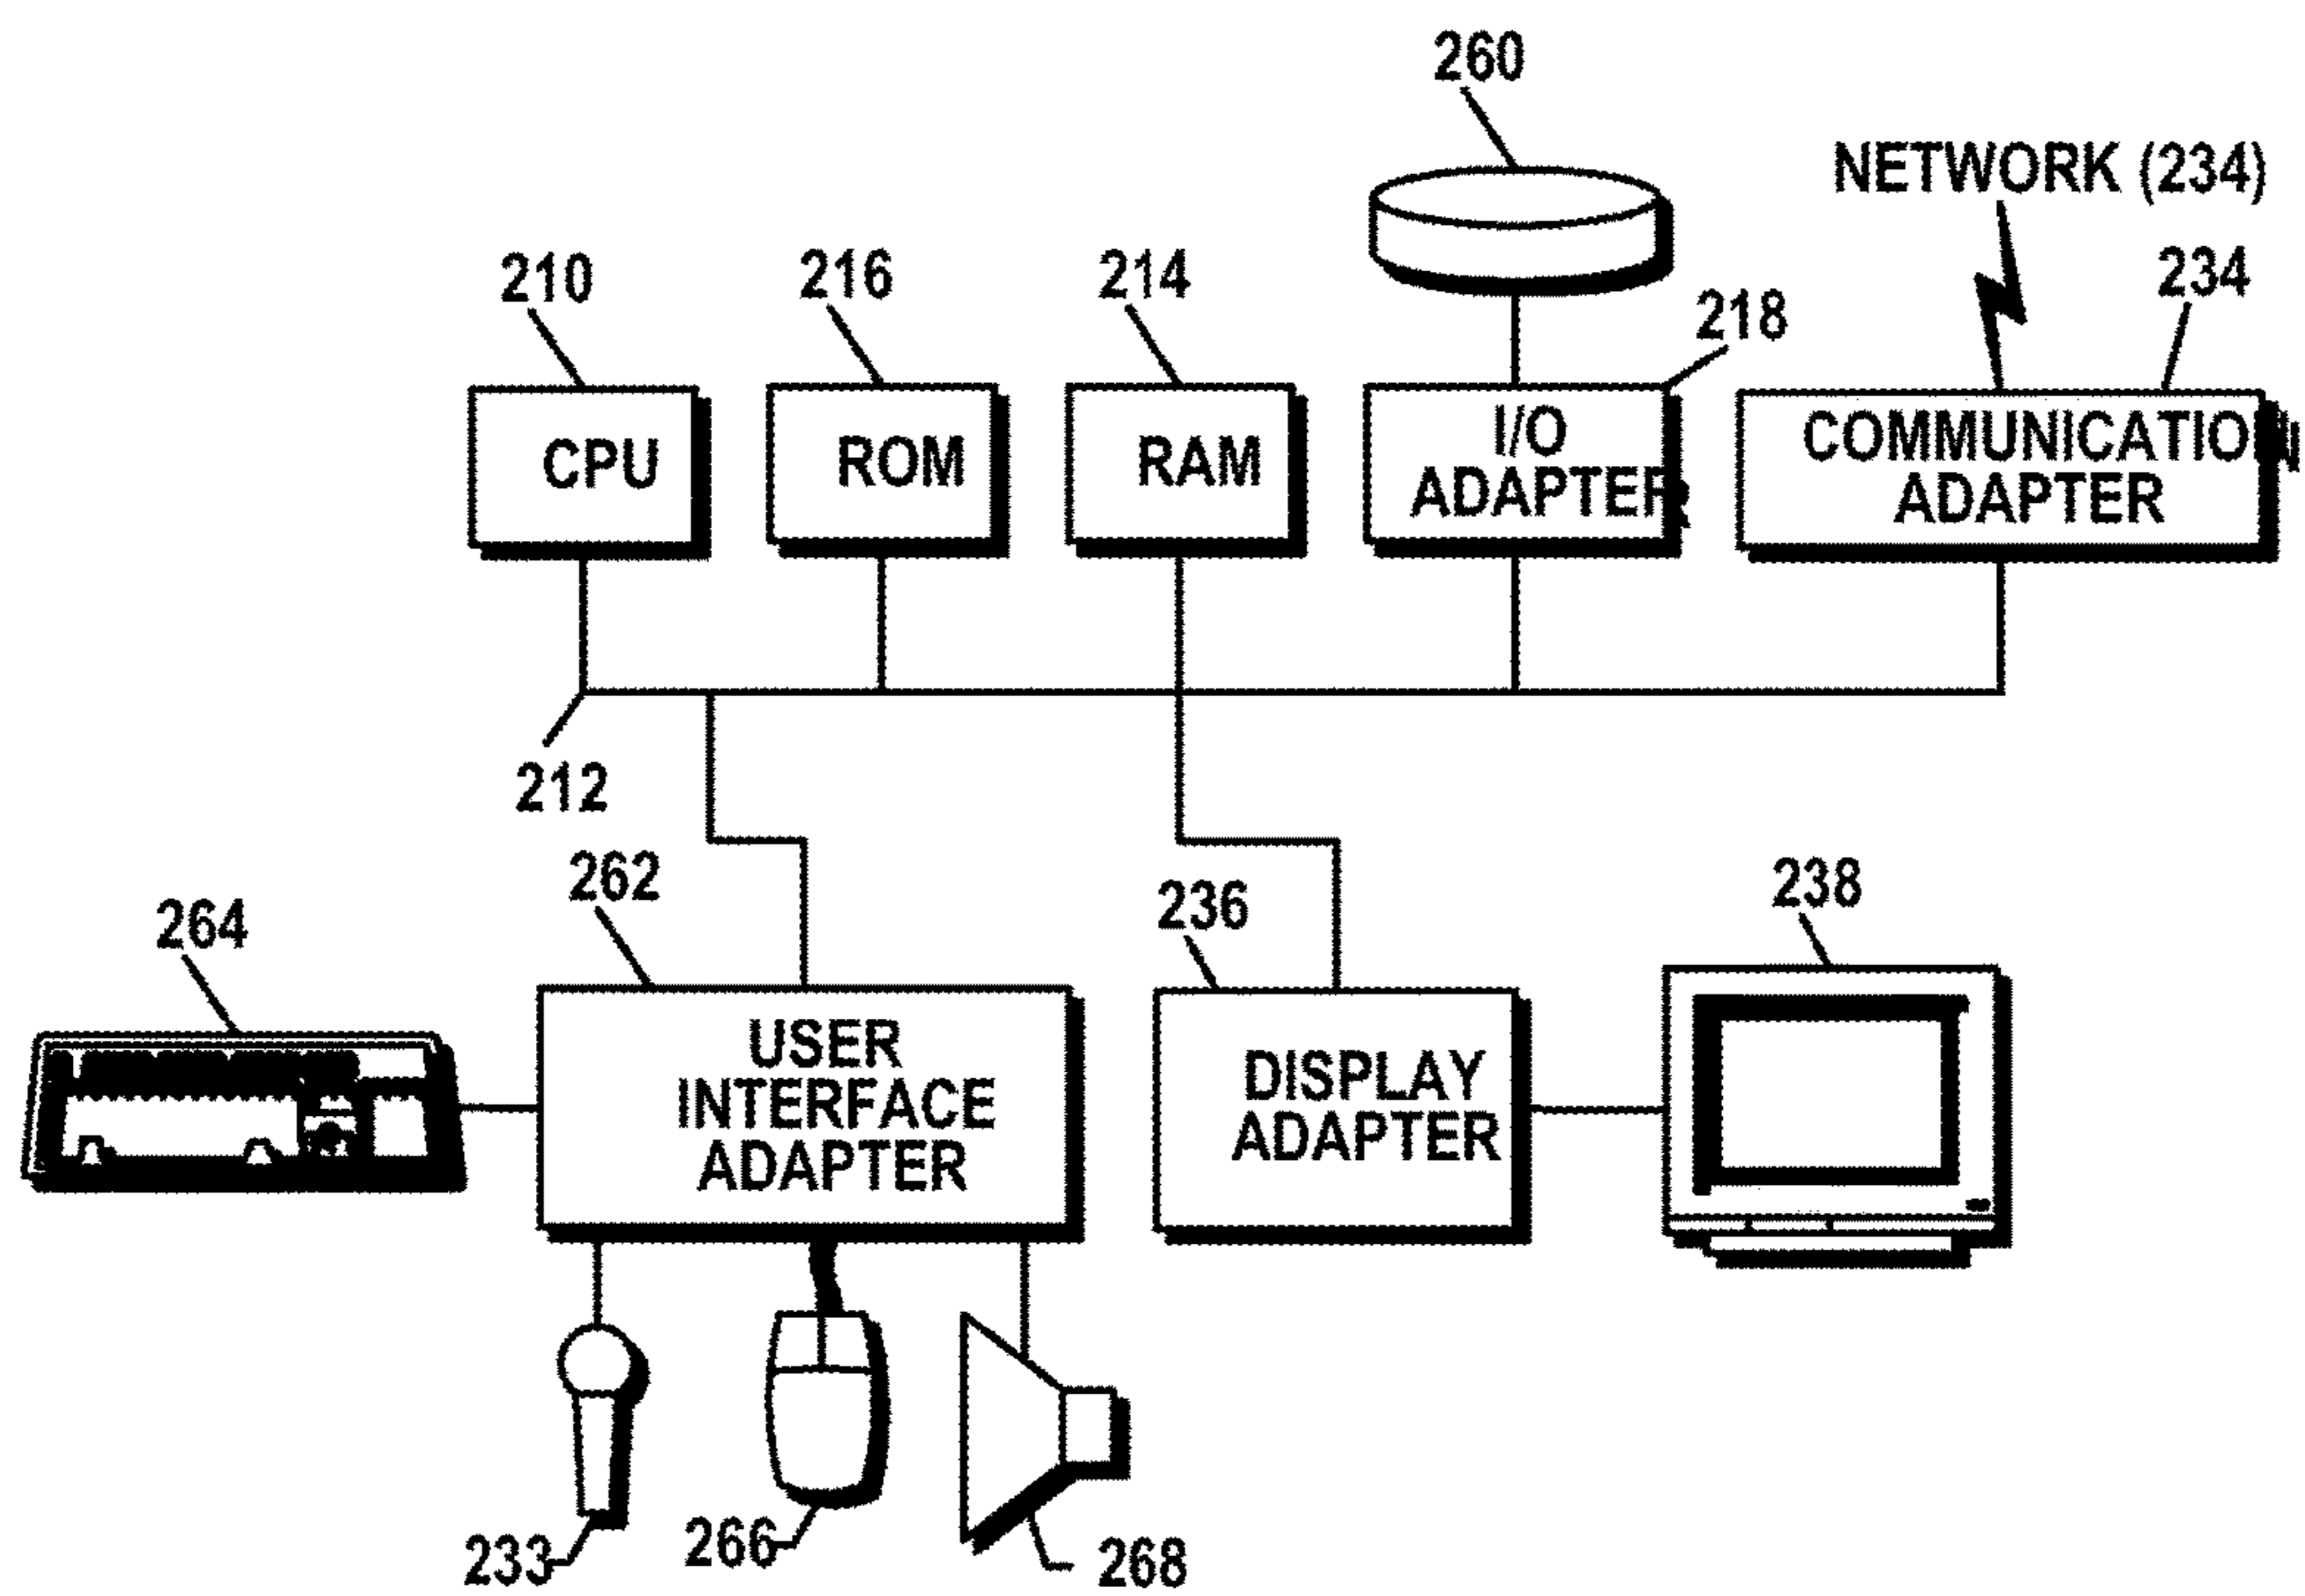 260
NETWORK (234)
210
216
214
218
234
CPU
ROM
RAM
I/O
ADAPTER
COMMUNICATION
ADAPTER
212
262
264
236
238
USER
INTERFACE
ADAPTER
DISPLAY
ADAPTER
233
266
268